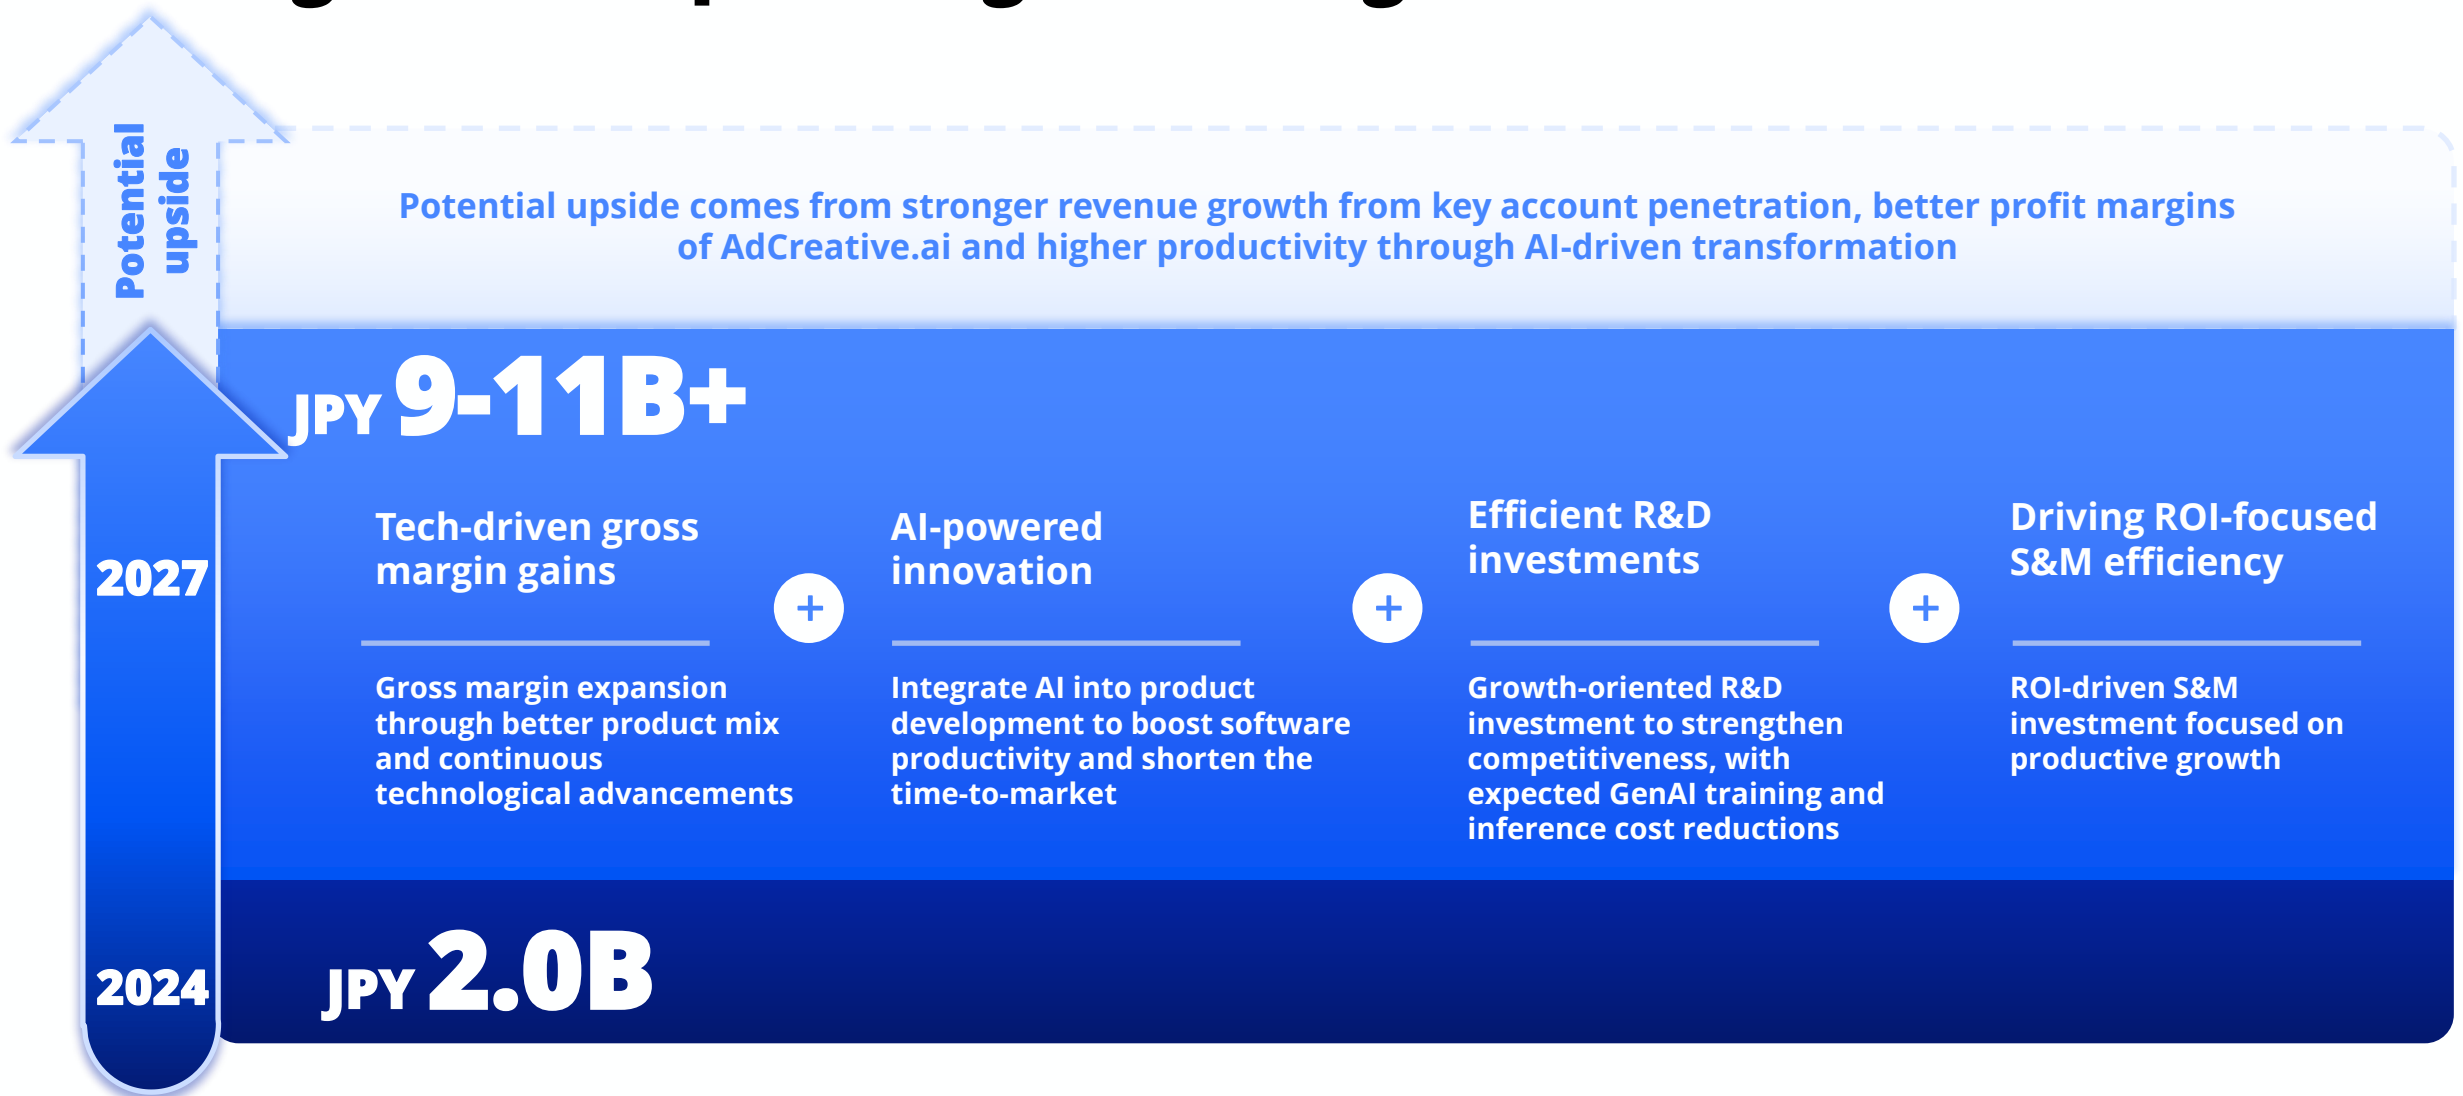 Potential
upside
Potential upside comes from stronger revenue growth from key account penetration, better profit margins
of AdCreative.ai and higher productivity through AI-driven transformation
JPY 9-11B+
2027
Tech-driven gross
margin gains
Gross margin expansion
through better product mix
and continuous
technological advancements
+
AI-powered
innovation
Integrate AI into product
development to boost software
productivity and shorten the
time-to-market
+
Efficient R&D
investments
Growth-oriented R&D
investment to strengthen
competitiveness, with
expected GenAI training and
inference cost reductions
+
Driving ROI-focused
S&M efficiency
ROI-driven S&M
investment focused on
productive growth
2024
JPY 2.0B